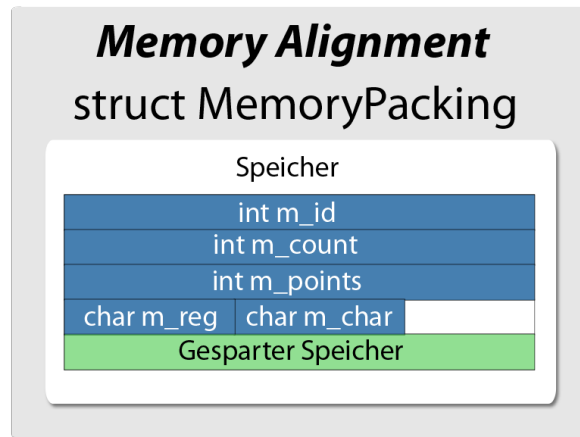 Memory Alignment
struct MemoryPacking
Speicher
int m_id
int m_count
int m_points
char m_reg char m_char
Gesparter Speicher